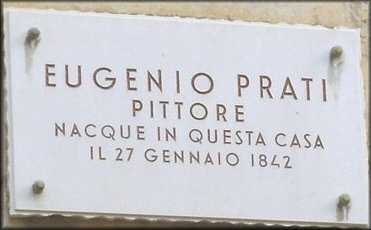 EUGENIO PRATI
PITTORE
NACQUE IN QUESTA CASA
IL 27 GENNAIO 1842